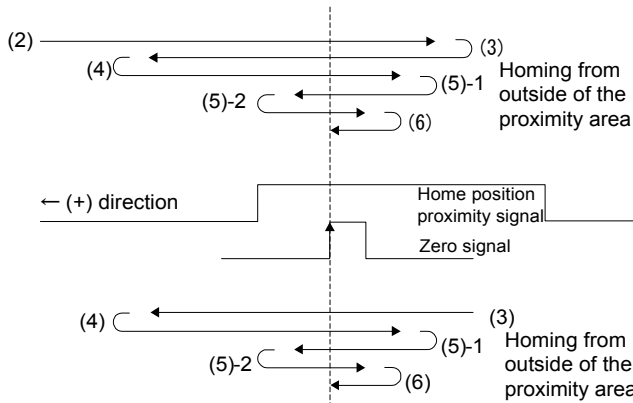 (2)
(3)
(4)
(5)-1
(5)-2
(6)
Homing from
outside of the
proximity area
← (+) direction
Home position
proximity signal
Zero signal
(3)
(4)
(5)-1
(5)-2
(6)
Homing from
outside of the
proximity area